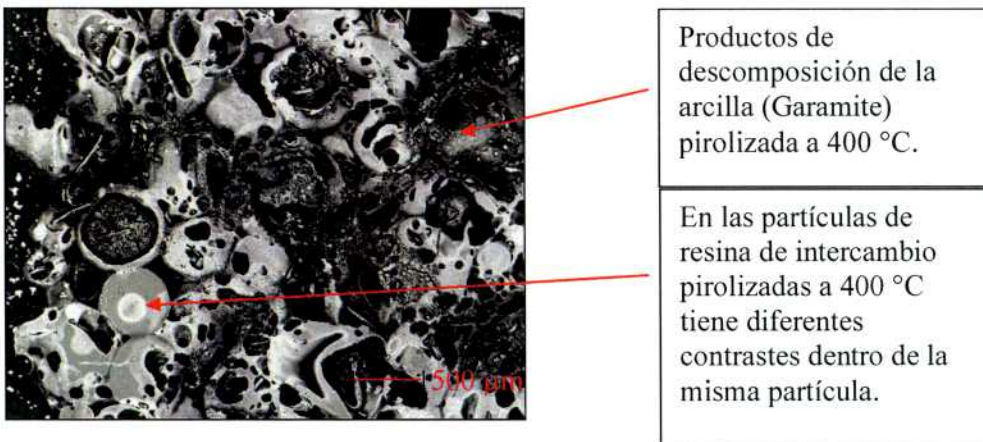 Productos de
descomposición de la
arcilla (Garamite)
pirolizada a 400 °C.
En las partículas de
resina de intercambio
pirolizadas a 400 °C
tiene diferentes
contrastes dentro de la
misma partícula.
500 µm